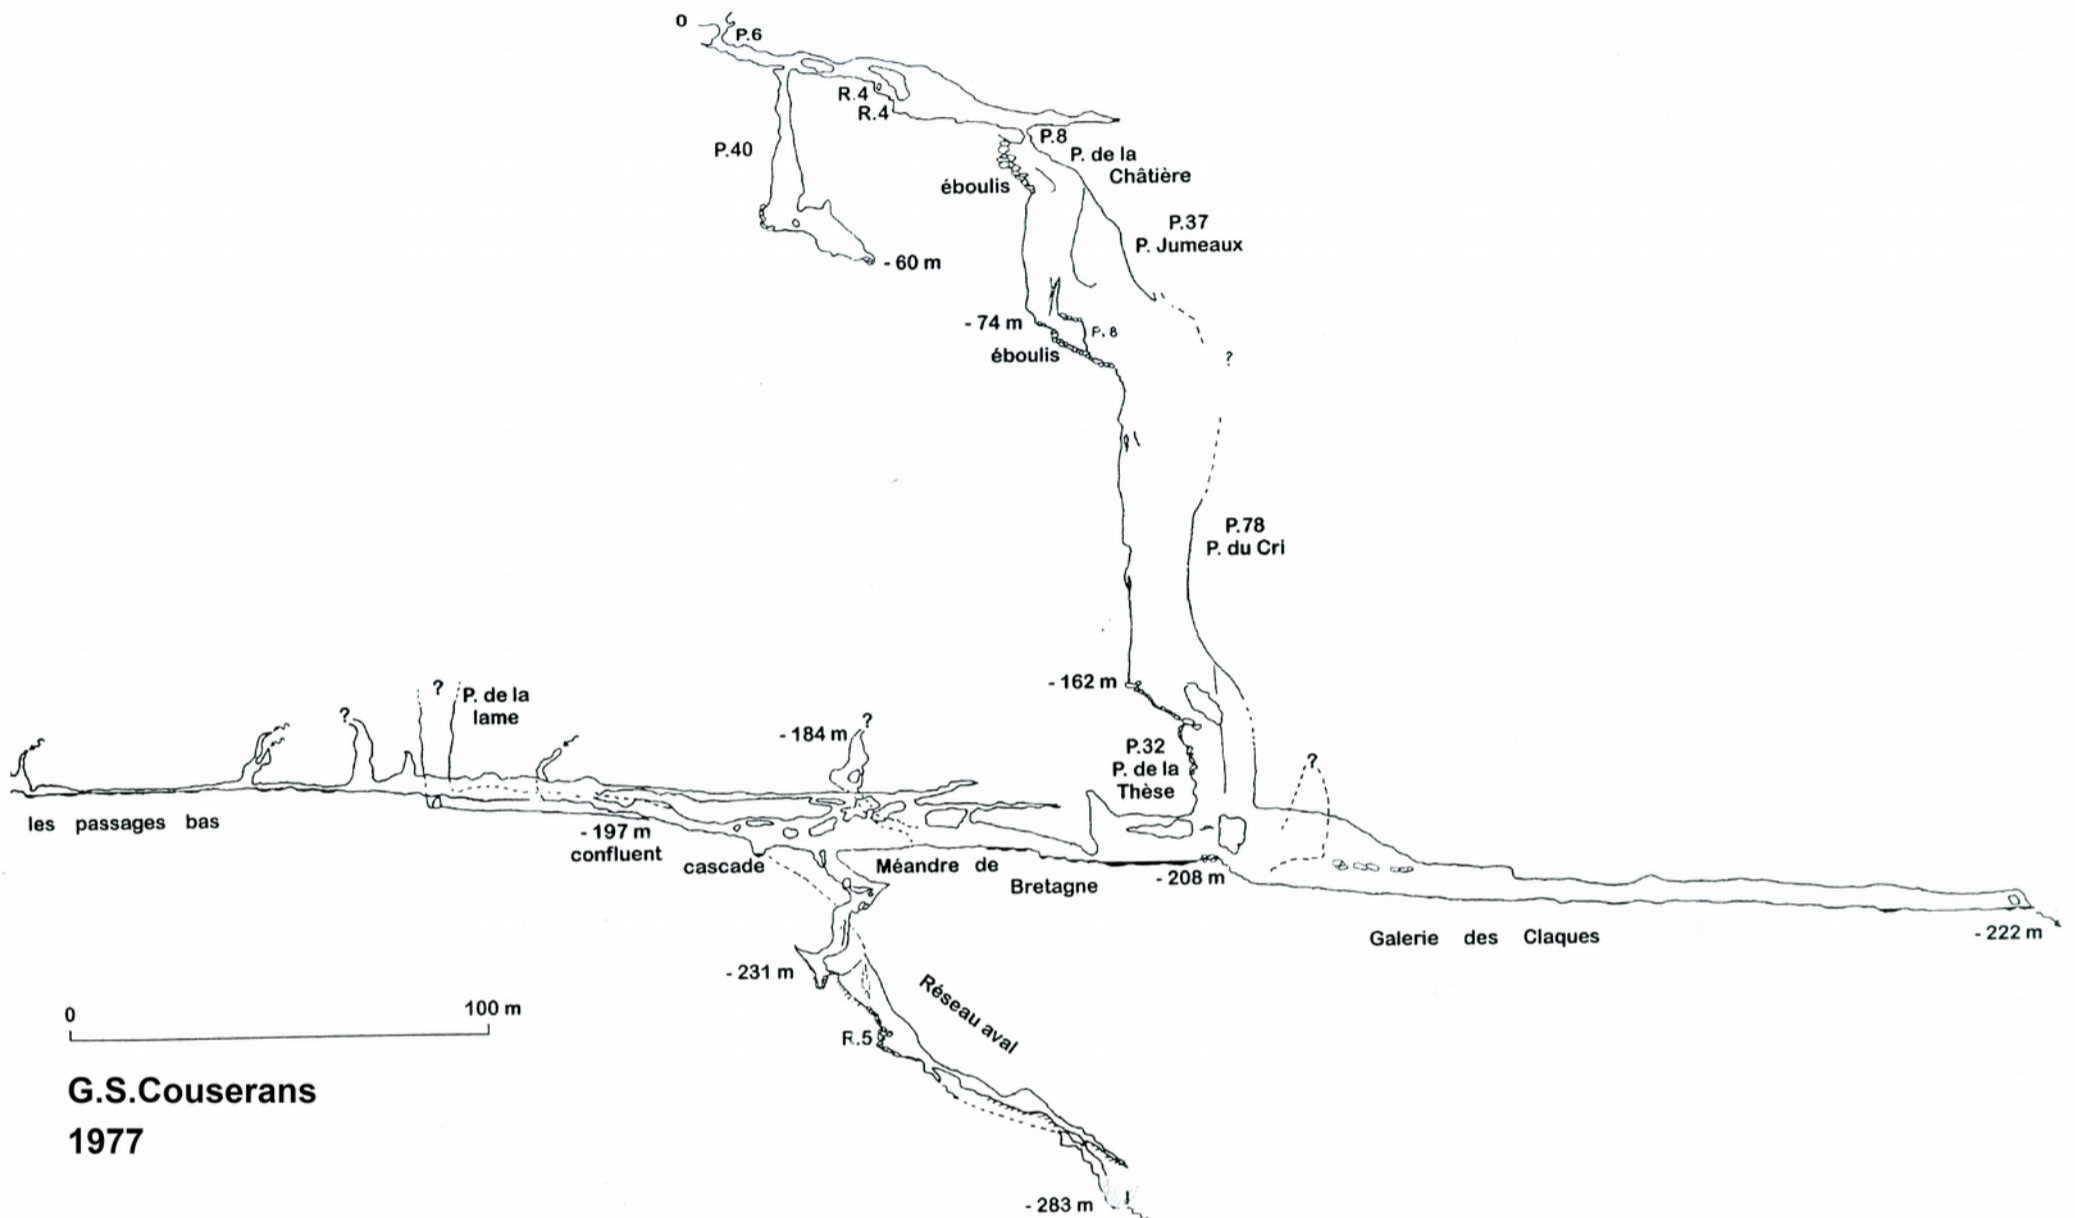 0
P.6
R.4
R.4
P.40
P.8
P. de la
Châtière
éboulis
P.37
P. Jumeaux
- 60 m
- 74 m
P.8
éboulis
?
P.78
P. du Cri
- 162 m
?
P. de la
lame
?
?
- 184 m
P.32
P. de la
Thèse
?
les passages bas
- 197 m
confluent
cascade
Méandre de
Bretagne
- 208 m
Galerie des Claques
- 222 m
- 231 m
Réseau aval
R.5
0
100 m
G.S.Couserans
1977
- 283 m